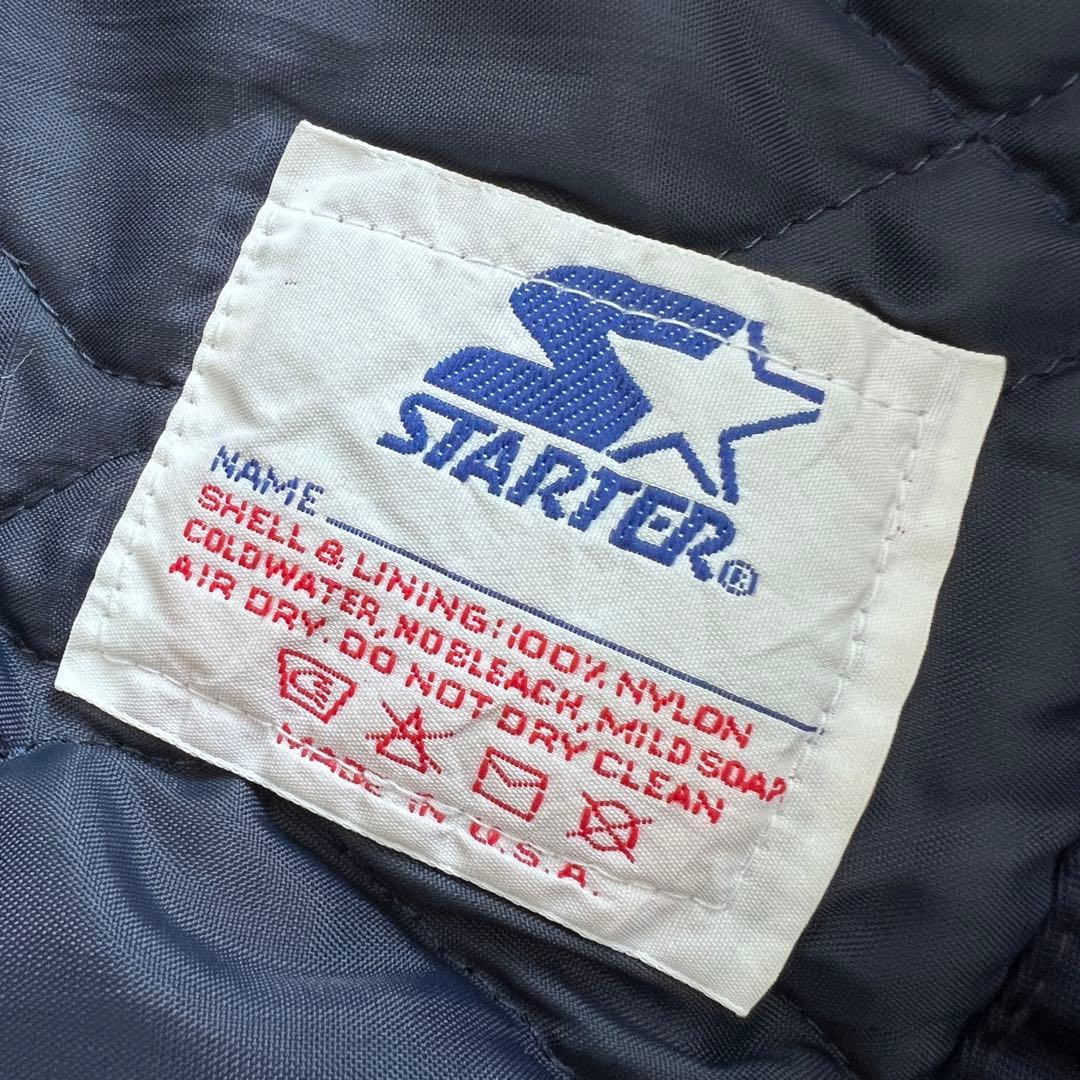 STARTER®
NAME
SHELL & LINING: 100% NYLON
COLDWATER, NO BLEACH, MILD SOAP
AIR DRY. DO NOT DRY CLEAN
MADE IN U.S.A.